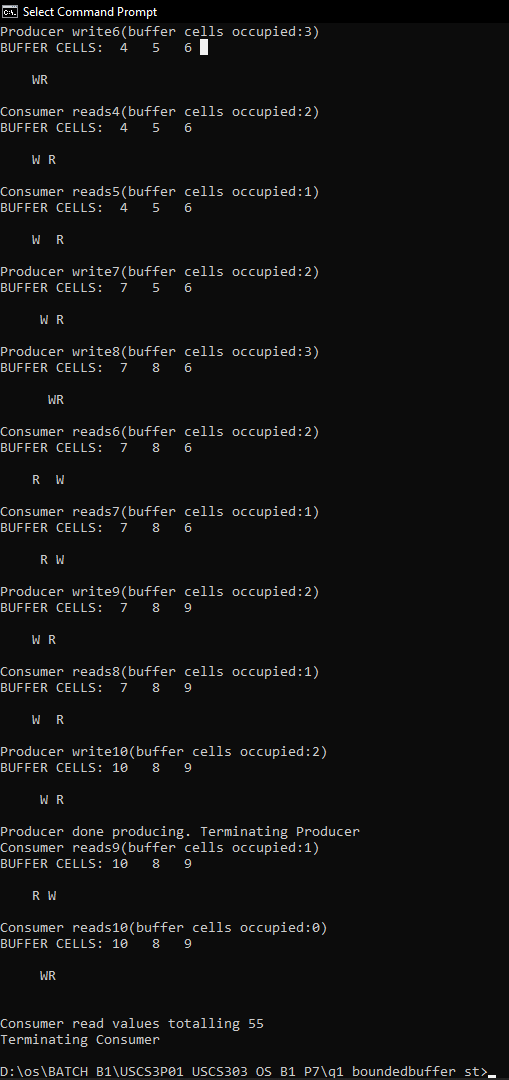 Select Command Prompt
Producer write6(buffer cells occupied:3)
BUFFER CELLS:  4   5   6
    WR
Consumer reads4(buffer cells occupied:2)
BUFFER CELLS:  4   5   6
    W R
Consumer reads5(buffer cells occupied:1)
BUFFER CELLS:  4   5   6
    W  R
Producer write7(buffer cells occupied:2)
BUFFER CELLS:  7   5   6
     W R
Producer write8(buffer cells occupied:3)
BUFFER CELLS:  7   8   6
      WR
Consumer reads6(buffer cells occupied:2)
BUFFER CELLS:  7   8   6
    R  W
Consumer reads7(buffer cells occupied:1)
BUFFER CELLS:  7   8   6
     R W
Producer write9(buffer cells occupied:2)
BUFFER CELLS:  7   8   9
    W R
Consumer reads8(buffer cells occupied:1)
BUFFER CELLS:  7   8   9
    W  R
Producer write10(buffer cells occupied:2)
BUFFER CELLS: 10   8   9
     W R
Producer done producing. Terminating Producer
Consumer reads9(buffer cells occupied:1)
BUFFER CELLS: 10   8   9
    R W
Consumer reads10(buffer cells occupied:0)
BUFFER CELLS: 10   8   9
     WR
Consumer read values totalling 55
Terminating Consumer
D:\os\BATCH B1\USCS3P01 USCS303 OS B1 P7\q1 boundedbuffer st>